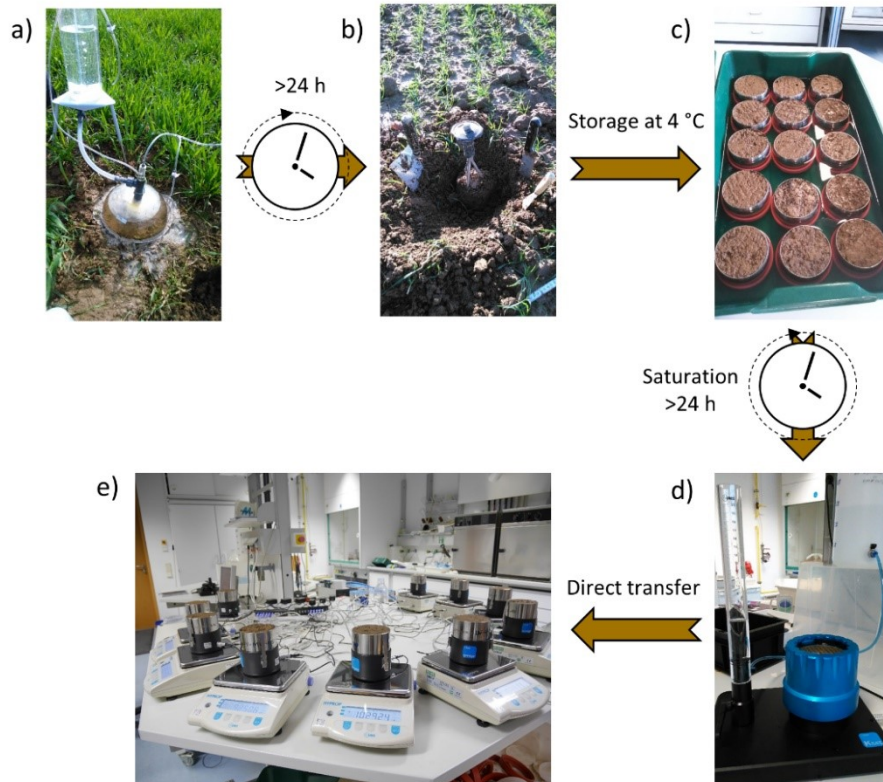 a)
b)
c)
>24 h
Storage at 4 °C
Saturation
>24 h
e)
d)
Direct transfer